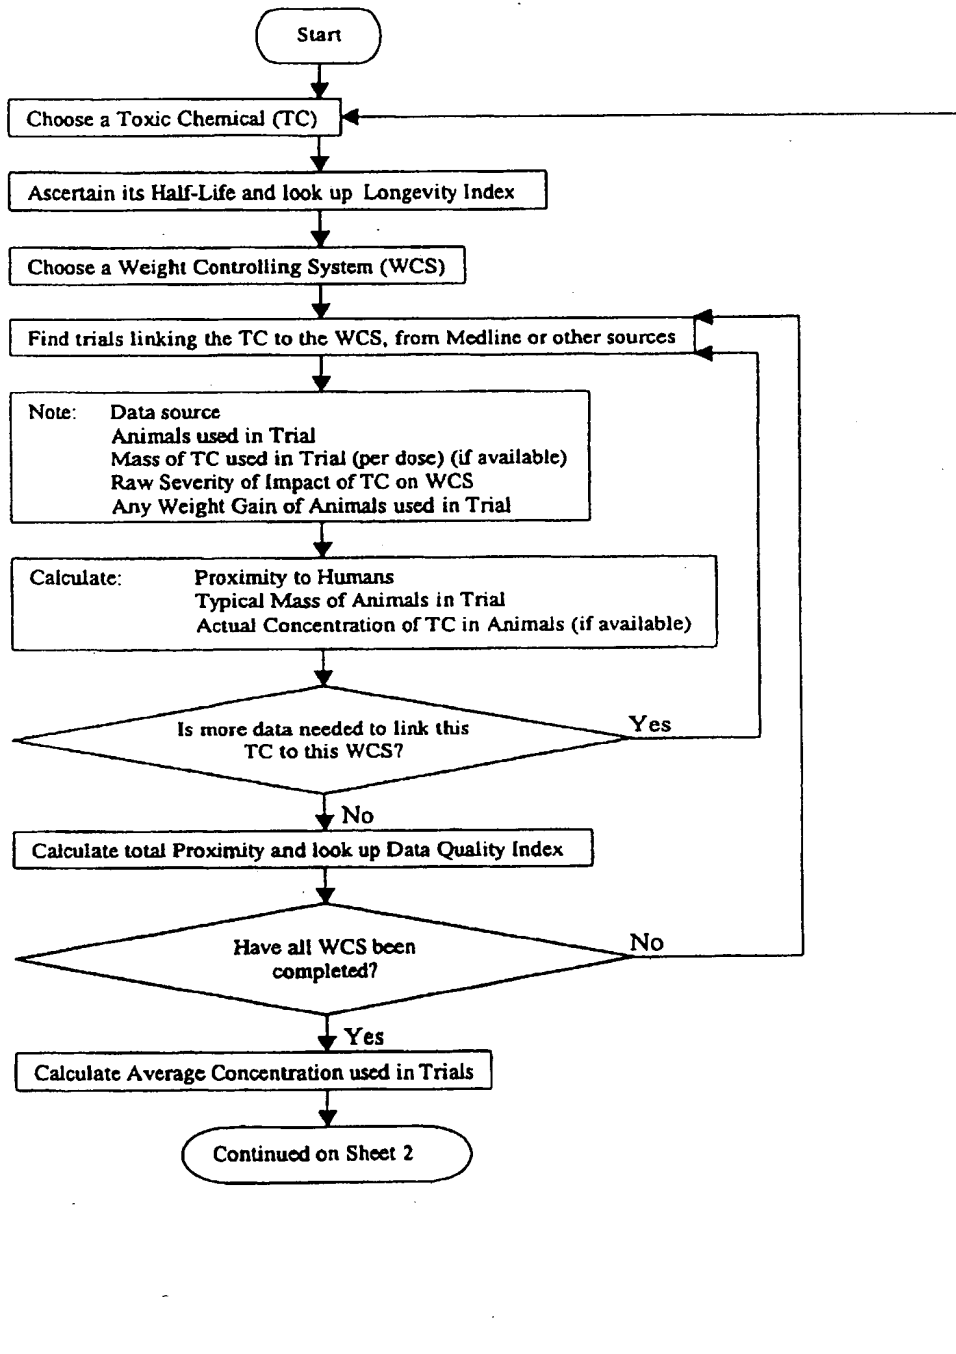 Start
Choose a Toxic Chemical (TC)
Ascertain its Half-Life and look up Longevity Index
Choose a Weight Controlling System (WCS)
Find trials linking the TC to the WCS, from Medline or other sources
Note: Data source
Animals used in Trial
Mass of TC used in Trial (per dose) (if available)
Raw Severity of Impact of TC on WCS
Any Weight Gain of Animals used in Trial
Calculate: Proximity to Humans
Typical Mass of Animals in Trial
Actual Concentration of TC in Animals (if available)
Is more data needed to link this
TC to this WCS?
Yes
No
Calculate total Proximity and look up Data Quality Index
Have all WCS been
completed?
No
Yes
Calculate Average Concentration used in Trials
Continued on Sheet 2